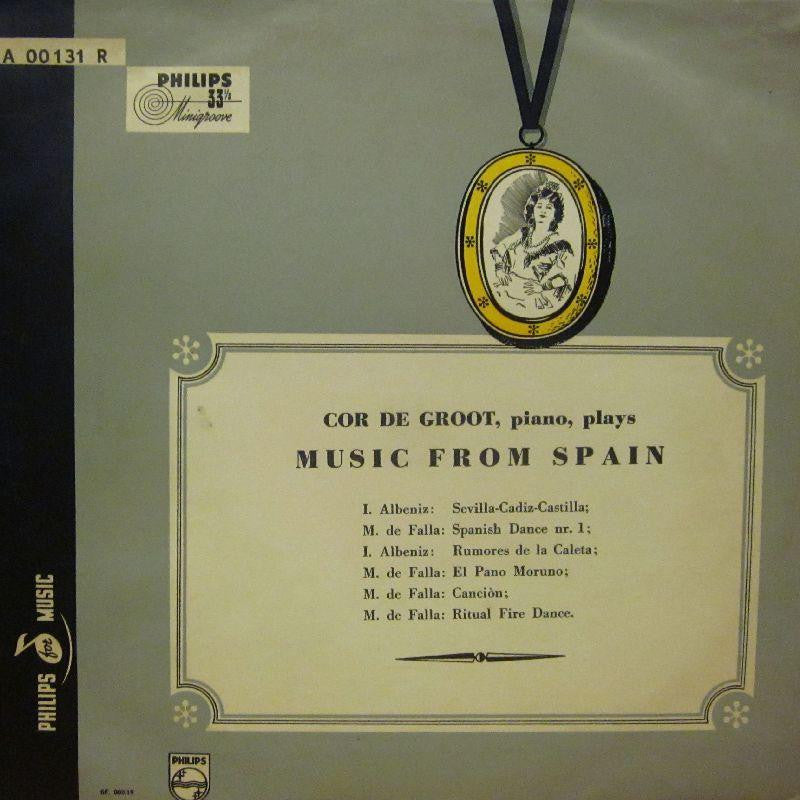 A 00131 R
PHILIPS
33⅓
Minigroove
COR DE GROOT, piano, plays
MUSIC FROM SPAIN
I. Albeniz: Sevilla-Cadiz-Castilla;
M. de Falla: Spanish Dance nr. 1;
I. Albeniz: Rumores de la Caleta;
M. de Falla: El Pano Moruno;
M. de Falla: Canciòn;
M. de Falla: Ritual Fire Dance.
PHILIPS for MUSIC
PHILIPS